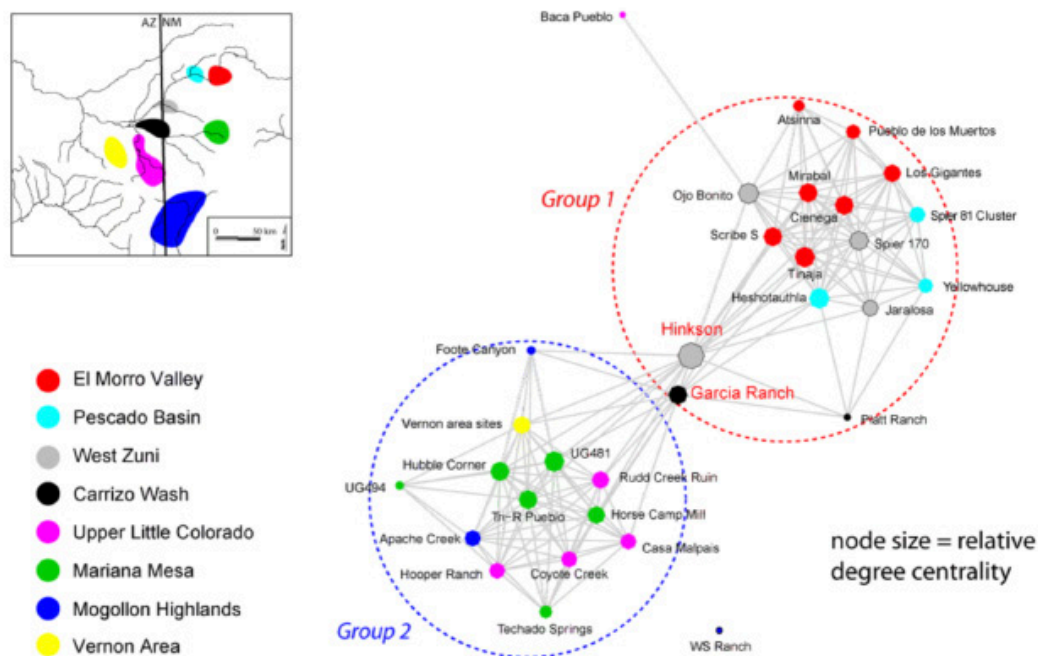 AZ NM
0 50 km
El Morro Valley
Pescado Basin
West Zuni
Carrizo Wash
Upper Little Colorado
Mariana Mesa
Mogollon Highlands
Vernon Area
Baca Pueblo
Group 1
Atsinna
Pueblo de los Muertos
Mirabal
Los Gigantes
Ojo Bonito
Cienega
Spier 81 Cluster
Scribe S
Spier 170
Tinaja
Yellowhouse
Heshotauthla
Jaralosa
Hinkson
Garcia Ranch
Platt Ranch
Foote Canyon
Vernon area sites
UG481
Hubble Corner
Rudd Creek Ruin
UG494
Tri-R Pueblo
Horse Camp Mill
Apache Creek
Casa Malpais
Hooper Ranch
Coyote Creek
Techado Springs
Group 2
WS Ranch
node size = relative
degree centrality